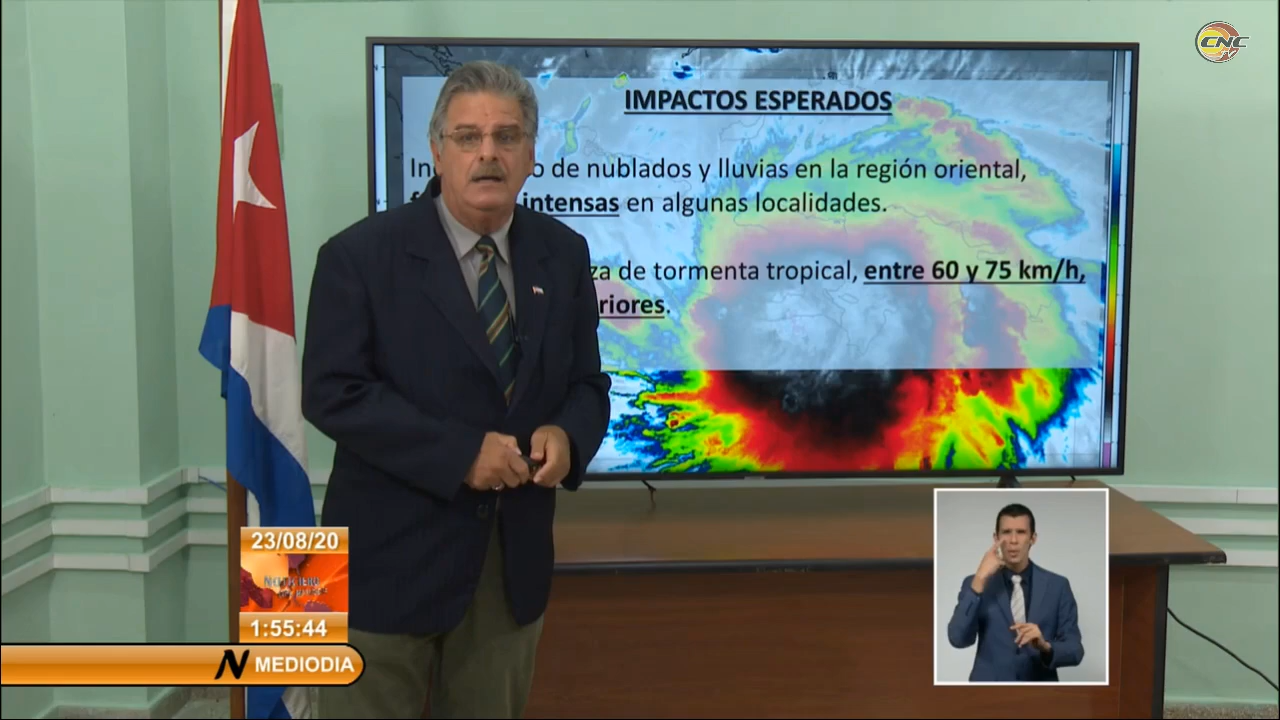 CNC
IMPACTOS ESPERADOS
In o de nublados y lluvias en la región oriental,
intensas en algunas localidades.
za de tormenta tropical, entre 60 y 75 km/h,
riores.
23/08/20
1:55:44
N MEDIODIA